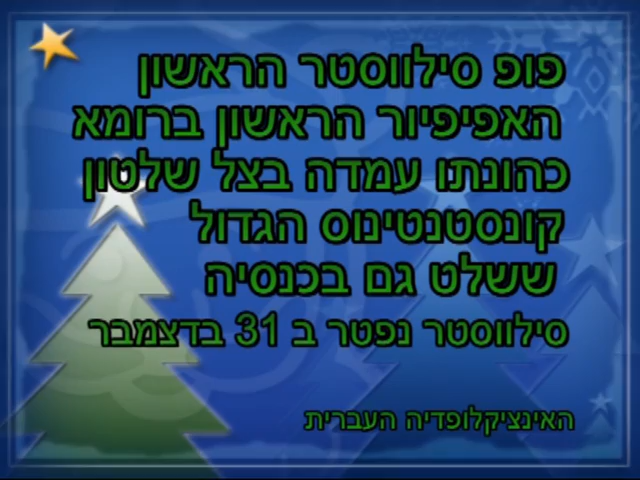 פופ סילווסטר הראשון
האפיפיור הראשון ברומא
כהונתו עמדה בצל שלטון
קונסטנטינוס הגדול
ששלט גם בכנסיה
סילווסטר נפטר ב 31 בדצמבר
האינציקלופדיה העברית